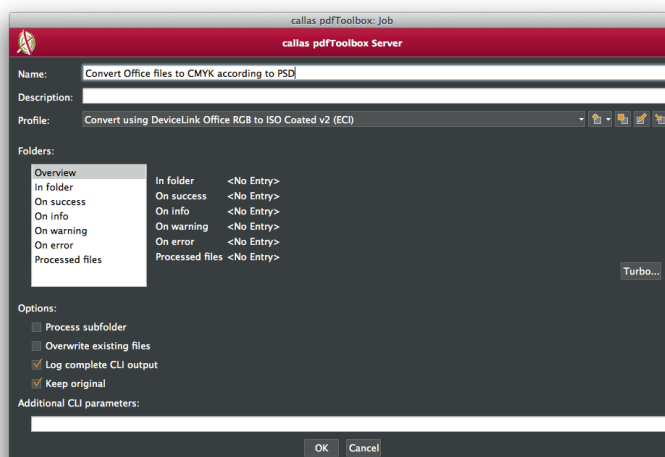 callas pdfToolbox: Job
callas pdfToolbox Server
Name: Convert Office files to CMYK according to PSD
Description:
Profile: Convert using DeviceLink Office RGB to ISO Coated v2 (ECI)
Folders:
Overview
In folder
On success
On info
On warning
On error
Processed files
In folder <No Entry>
On success <No Entry>
On info <No Entry>
On warning <No Entry>
On error <No Entry>
Processed files <No Entry>
Turbo...
Options:
Process subfolder
Overwrite existing files
Log complete CLI output
Keep original
Additional CLI parameters:
OK Cancel